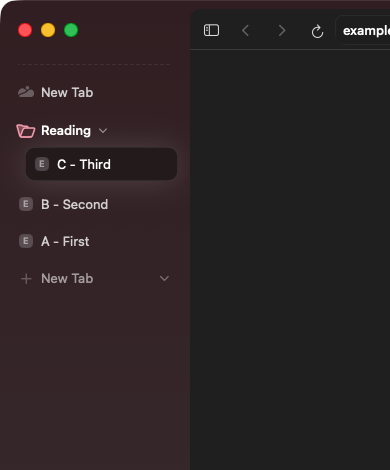 example
New Tab
Reading
E C - Third
E B - Second
E A - First
+ New Tab